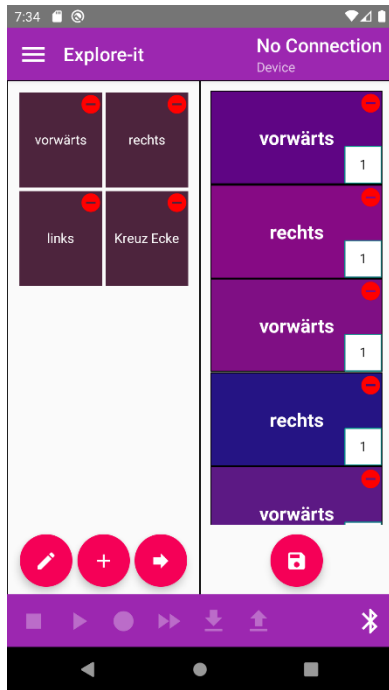 7:34
Explore-it
No Connection
Device
vorwärts
rechts
links
Kreuz Ecke
vorwärts
1
rechts
1
vorwärts
1
rechts
1
vorwärts